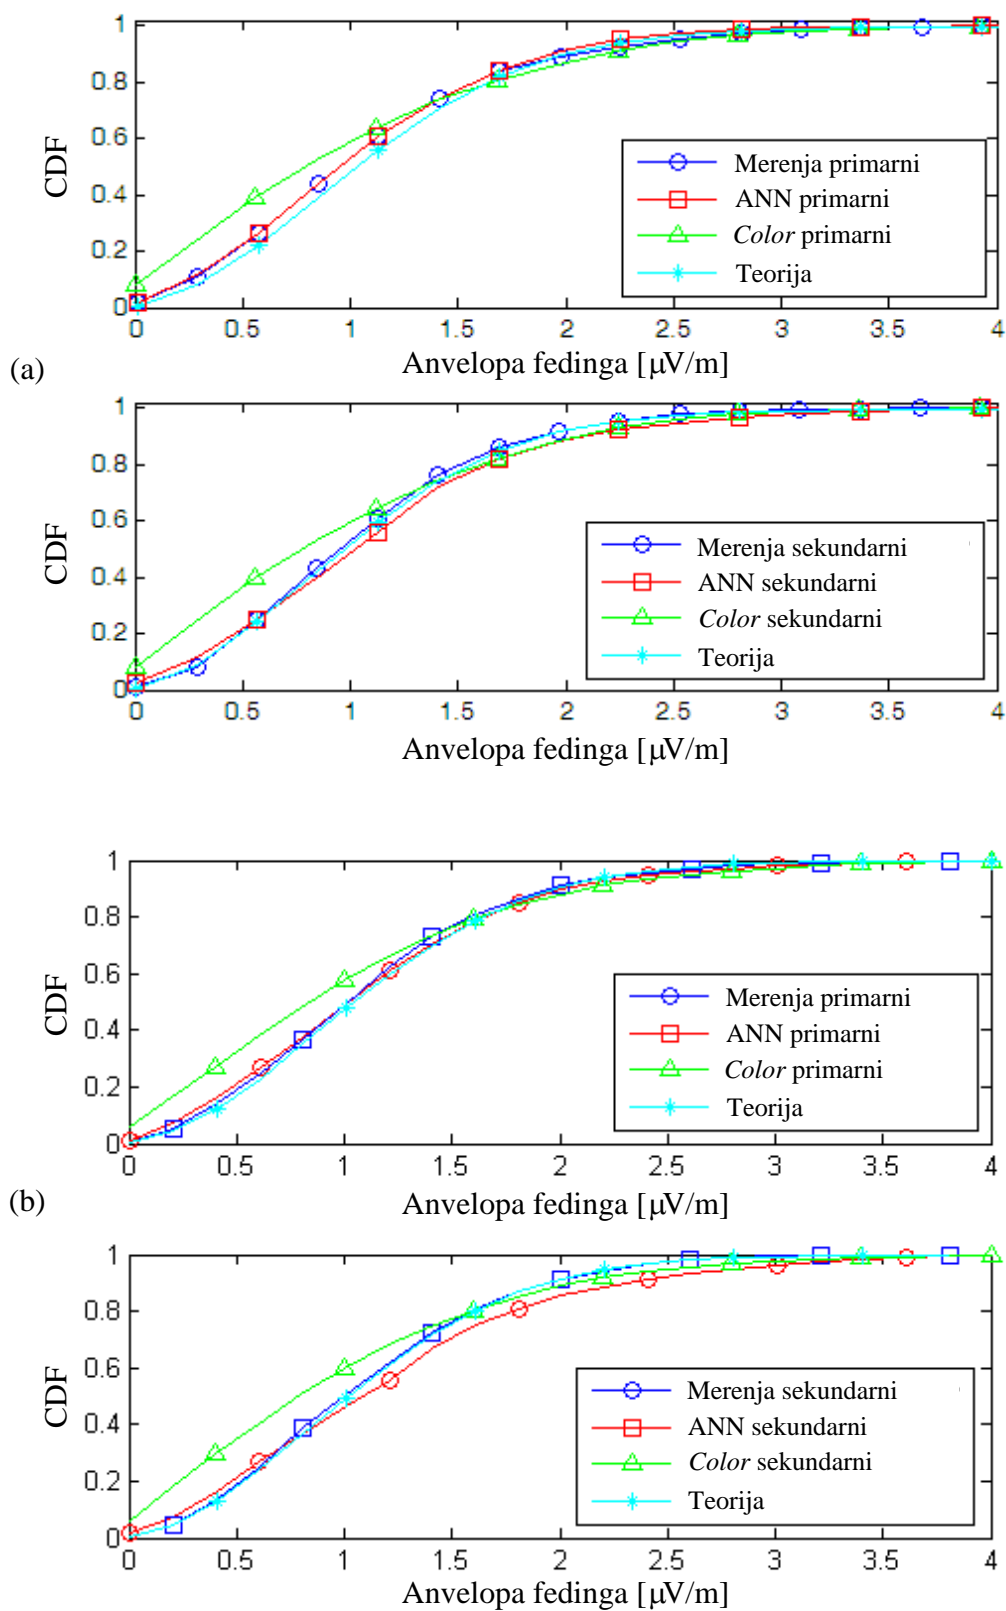 1
0.8
0.6
0.4
0.2
0
CDF
Merenja primarni
ANN primarni
Color primarni
Teorija
0 0.5 1 1.5 2 2.5 3 3.5 4
Anvelopa fedinga [µV/m]
(a)
1
0.8
0.6
0.4
0.2
0
CDF
Merenja sekundarni
ANN sekundarni
Color sekundarni
Teorija
0 0.5 1 1.5 2 2.5 3 3.5 4
Anvelopa fedinga [µV/m]
1
0.8
0.6
0.4
0.2
0
CDF
Merenja primarni
ANN primarni
Color primarni
Teorija
0 0.5 1 1.5 2 2.5 3 3.5 4
Anvelopa fedinga [µV/m]
(b)
1
0.8
0.6
0.4
0.2
0
CDF
Merenja sekundarni
ANN sekundarni
Color sekundarni
Teorija
0 0.5 1 1.5 2 2.5 3 3.5 4
Anvelopa fedinga [µV/m]